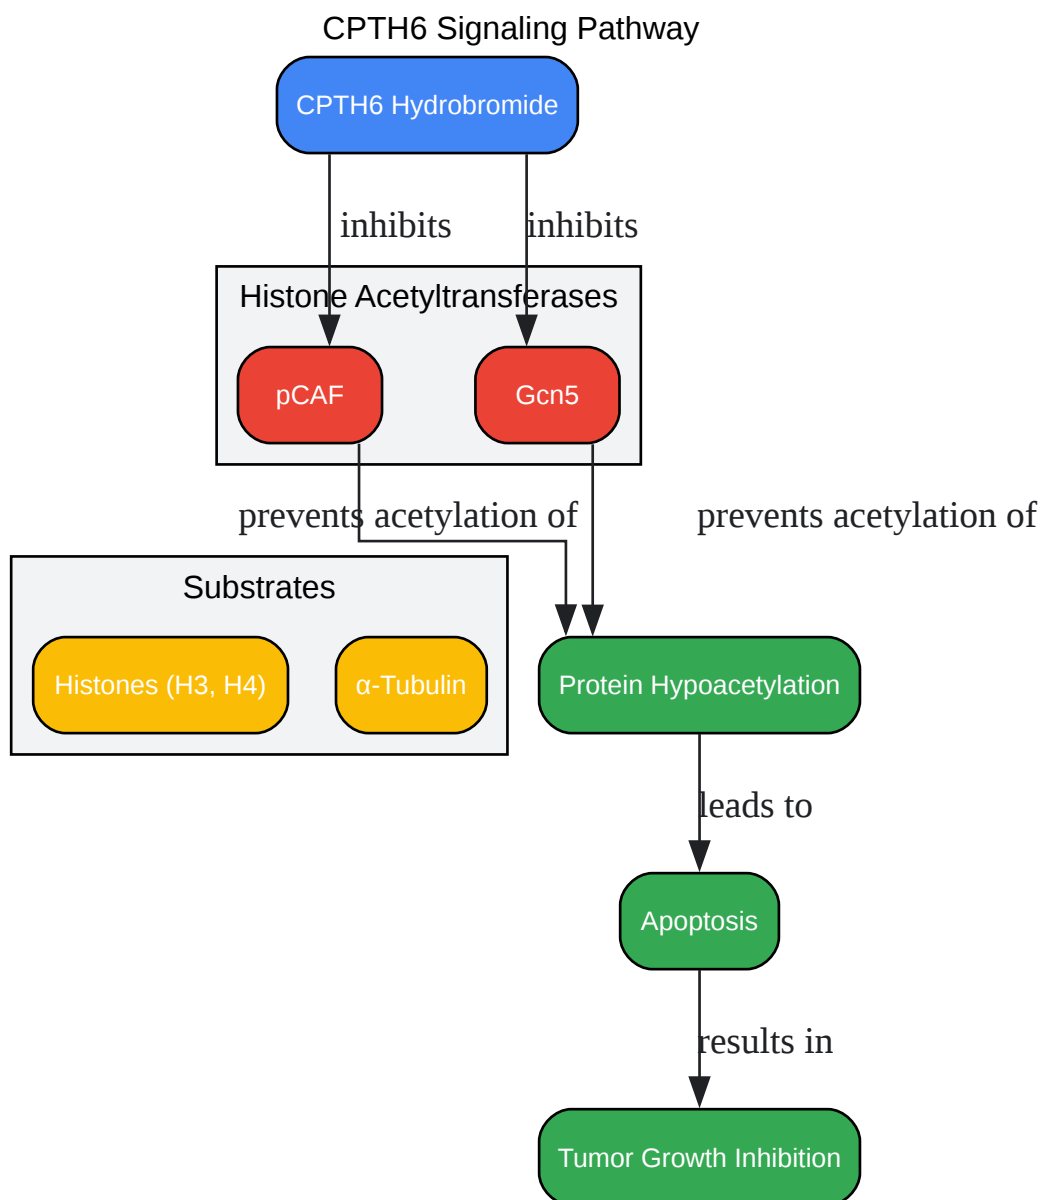 CPTH6 Signaling Pathway
CPTH6 Hydrobromide
inhibits
inhibits
Histone Acetyltransferases
pCAF
Gcn5
prevents acetylation of
prevents acetylation of
Substrates
Histones (H3, H4)
α-Tubulin
Protein Hypoacetylation
leads to
Apoptosis
results in
Tumor Growth Inhibition